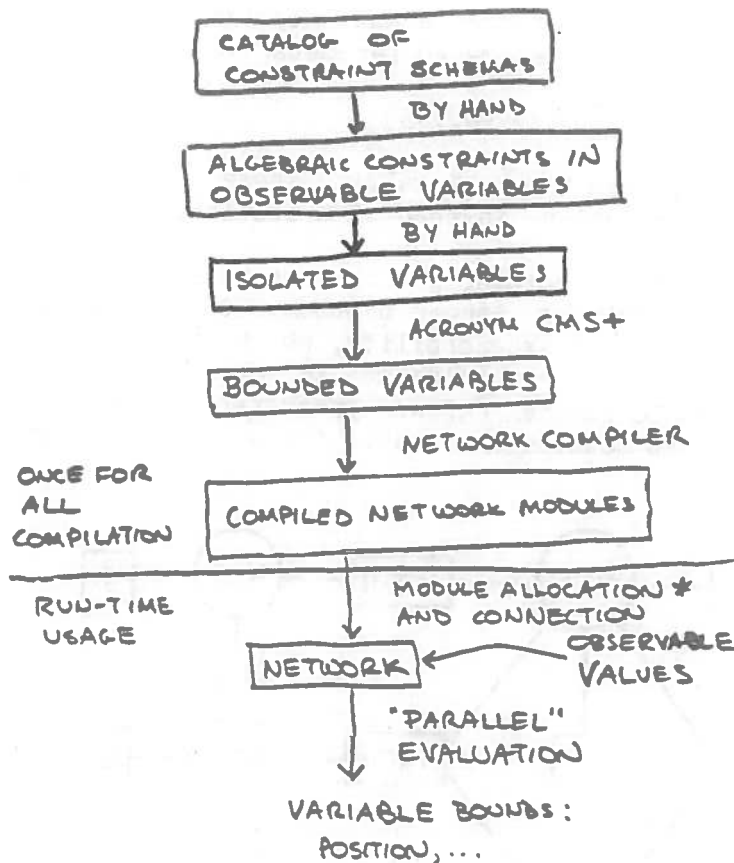 CATALOG OF
CONSTRAINT SCHEMAS
BY HAND
ALGEBRAIC CONSTRAINTS IN
OBSERVABLE VARIABLES
BY HAND
ISOLATED VARIABLES
ACRONYM CMS+
BOUNDED VARIABLES
NETWORK COMPILER
ONCE FOR
ALL
COMPILATION
COMPILED NETWORK MODULES
RUN-TIME
USAGE
MODULE ALLOCATION *
AND CONNECTION
OBSERVABLE
VALUES
NETWORK
"PARALLEL"
EVALUATION
VARIABLE BOUNDS:
POSITION, ...